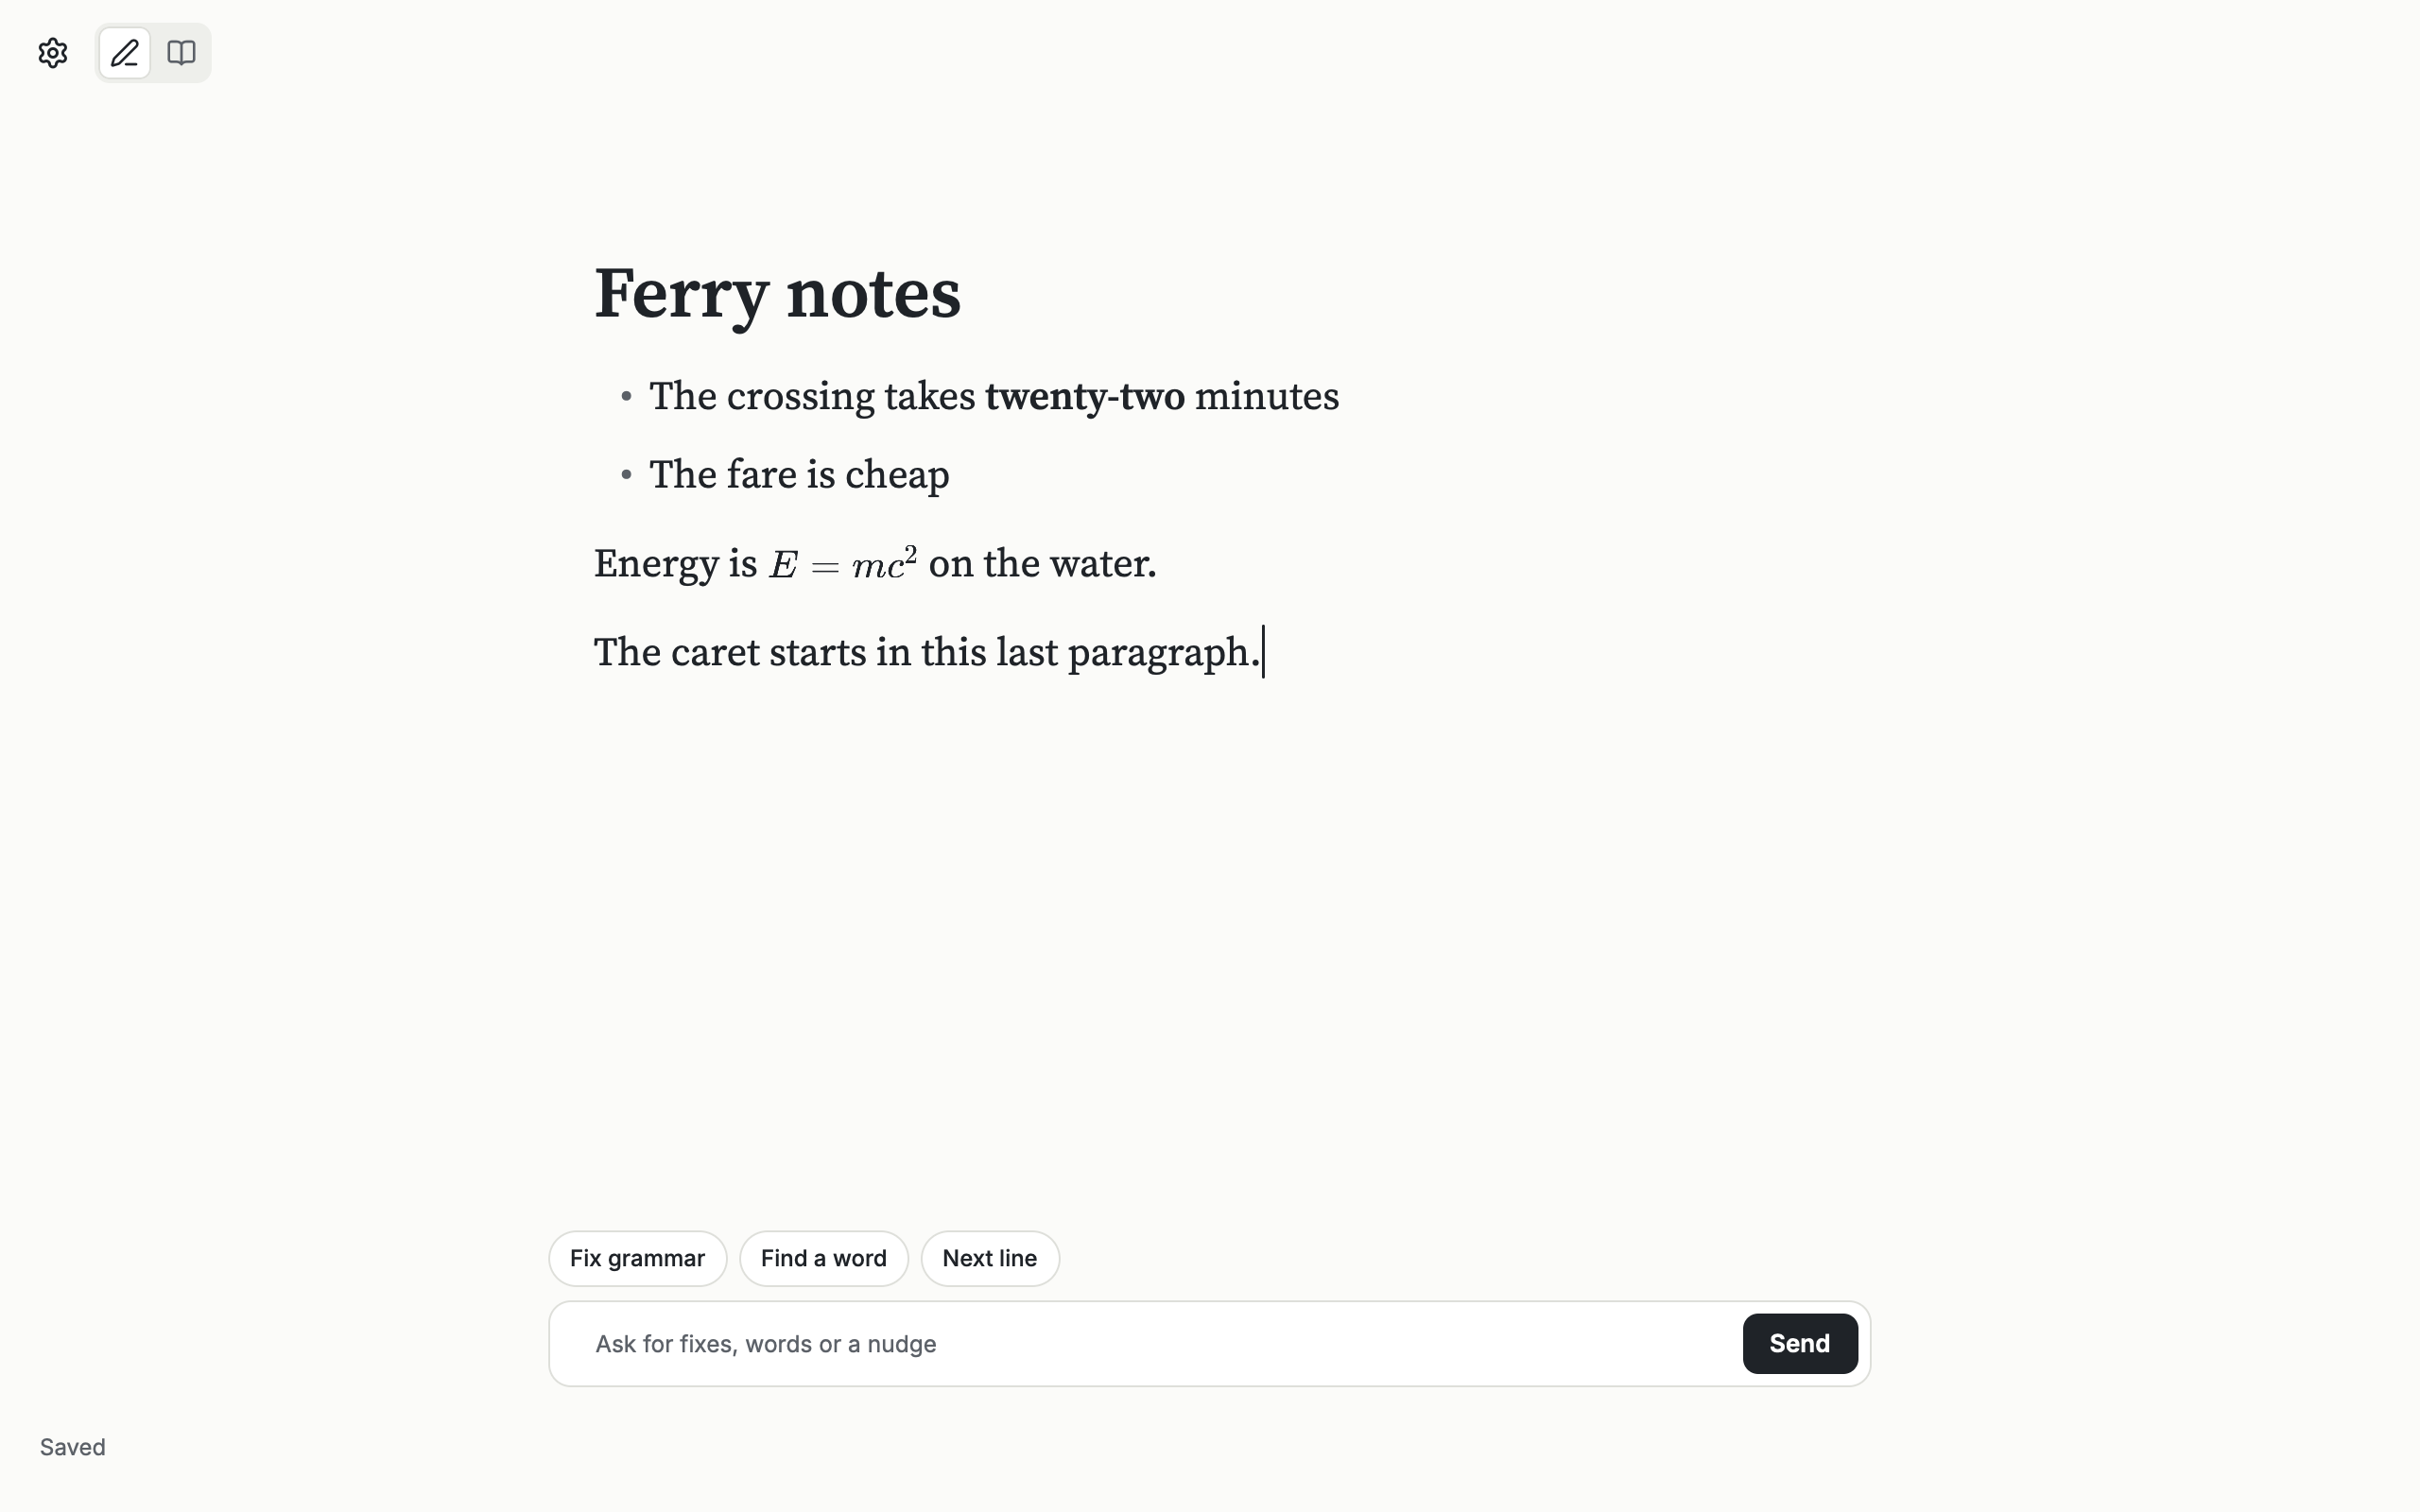 Ferry notes
• The crossing takes twenty-two minutes
• The fare is cheap
Energy is E = mc² on the water.
The caret starts in this last paragraph.
Fix grammar
Find a word
Next line
Ask for fixes, words or a nudge
Send
Saved